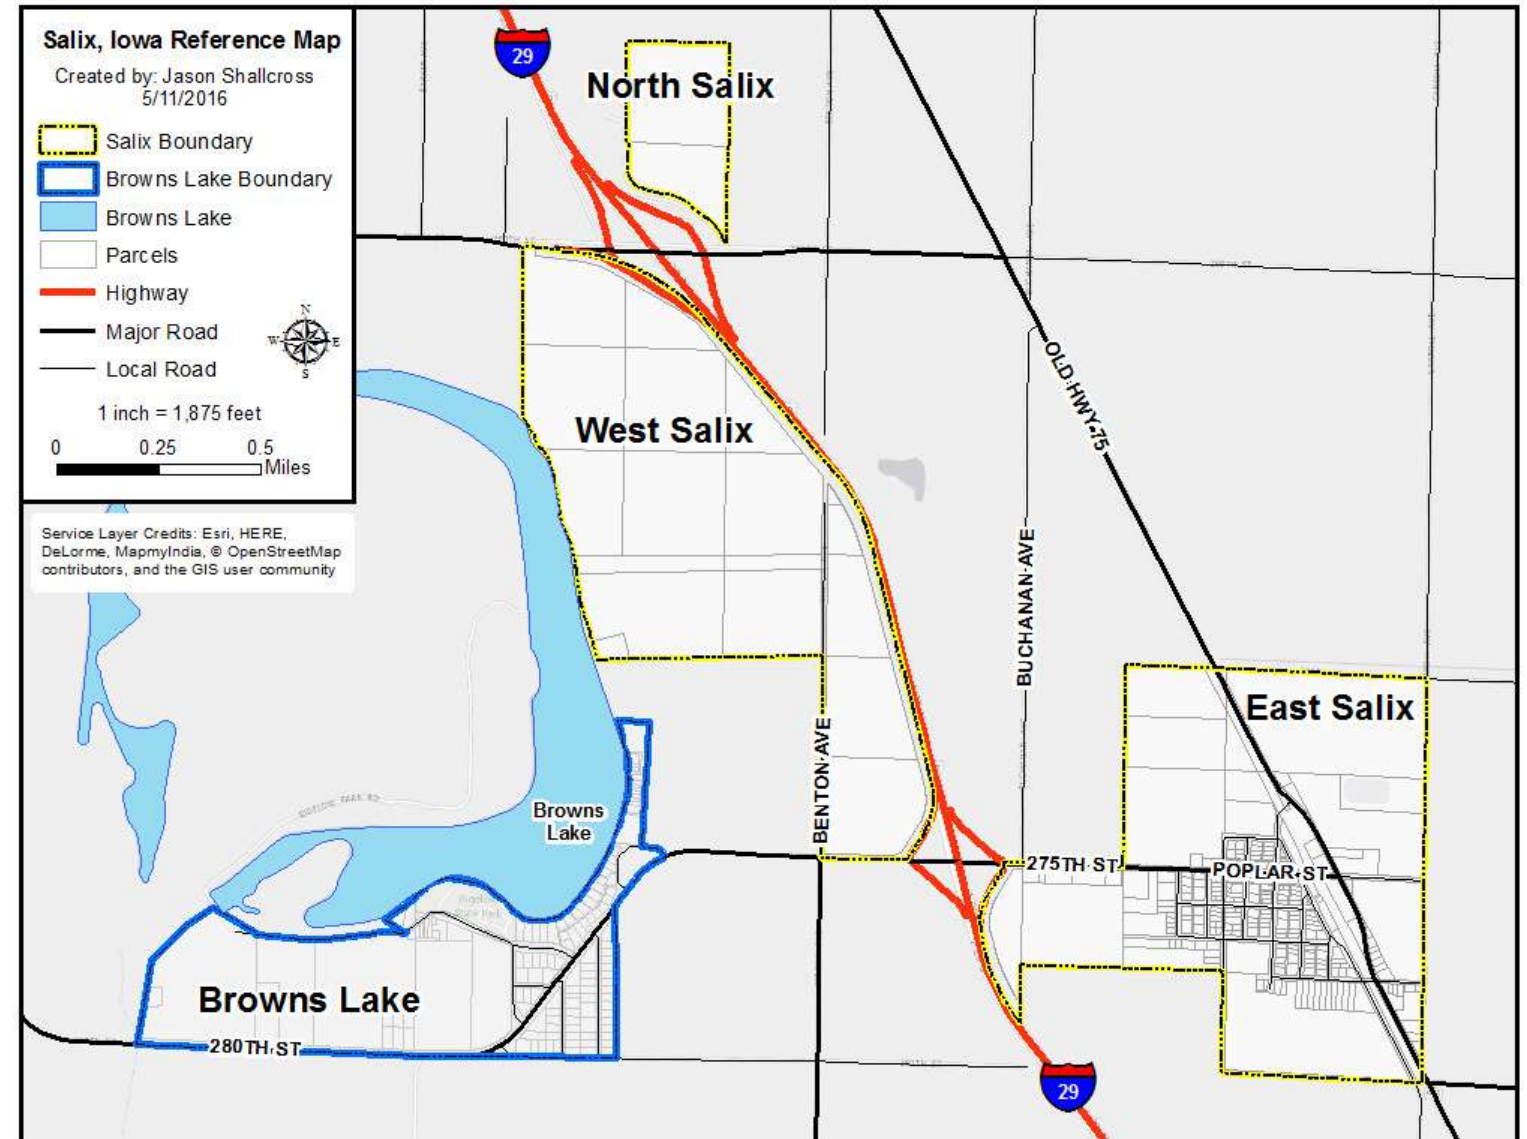 Salix, Iowa Reference Map
Created by: Jason Shallcross
5/11/2016
Salix Boundary
Browns Lake Boundary
Browns Lake
Parcels
Highway
Major Road
Local Road
N
W
E
S
1 inch = 1,875 feet
0 0.25 0.5
Miles
Service Layer Credits: Esri, HERE,
DeLorme, MapmyIndia, © OpenStreetMap
contributors, and the GIS user community
29
North Salix
West Salix
OLD HWY 75
BUCHANAN AVE
East Salix
BENTON AVE
Browns
Lake
275TH ST
POPLAR ST
Browns Lake
280TH ST
29